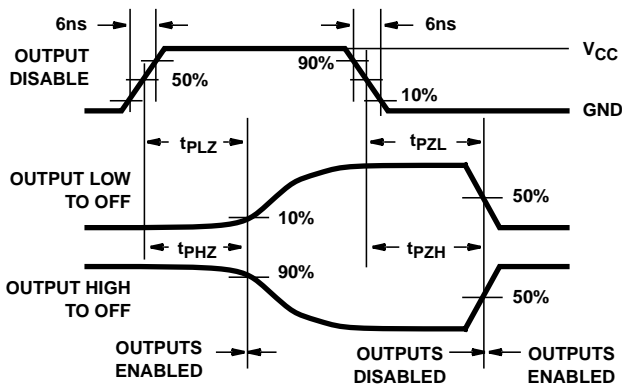 6ns
6ns
OUTPUT
DISABLE
90%
50%
10%
VCC
GND
tPLZ
tPZL
OUTPUT LOW
TO OFF
10%
50%
tPHZ
tPZH
OUTPUT HIGH
TO OFF
90%
50%
OUTPUTS
ENABLED
OUTPUTS
DISABLED
OUTPUTS
ENABLED